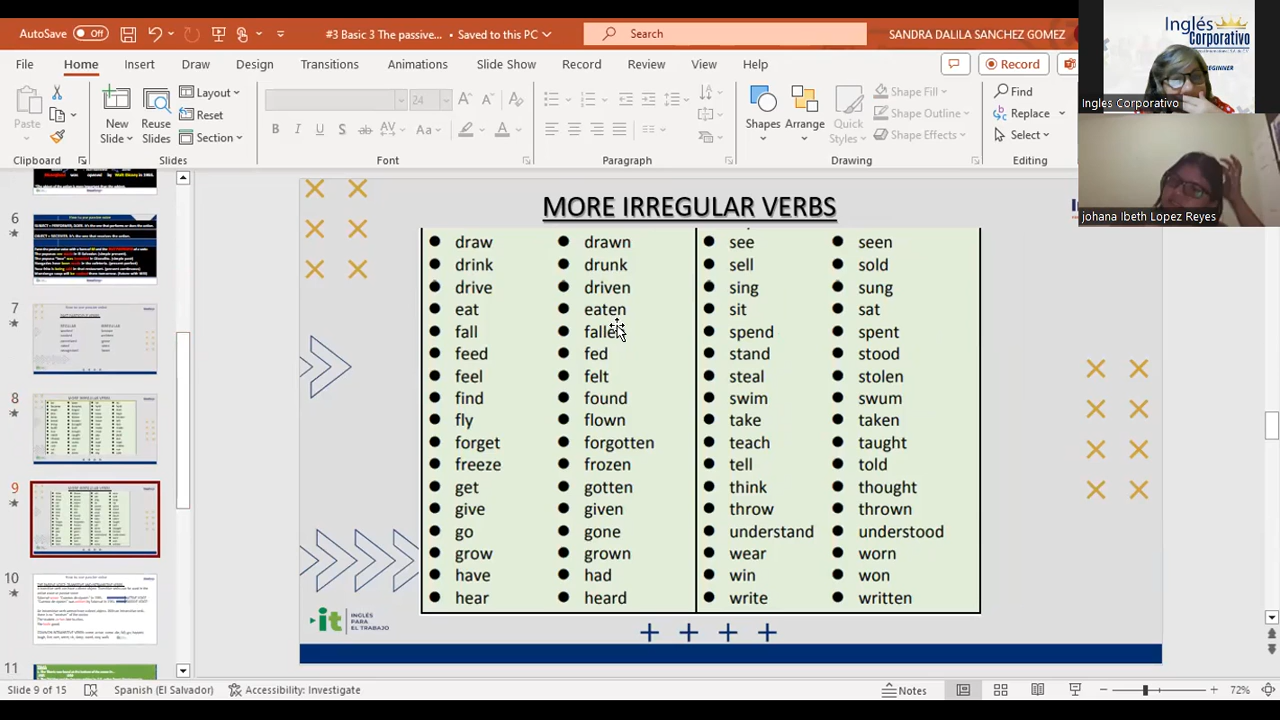 AutoSave Off
#3 Basic 3 The passive... • Saved to this PC
Search
SANDRA DALILA SANCHEZ GOMEZ
File Home Insert Draw Design Transitions Animations Slide Show Record Review View Help
Record
Paste
Clipboard
New Slide
Reuse Slides
Layout
Reset
Section
Slides
24
B I U S ab AV Aa A
Font
Paragraph
Shapes
Arrange
Quick Styles
Shape Fill
Shape Outline
Shape Effects
Drawing
Find
Replace
Select
Editing
Inglés Corporativo
BEGINNER
Ingles Corporativo
Johana Ibeth Lopez Reyes
6
7
8
9
10
11
MORE IRREGULAR VERBS
draw drawn see seen
drink drunk sell sold
drive driven sing sung
eat eaten sit sat
fall fallen spend spent
feed fed stand stood
feel felt steal stolen
find found swim swum
fly flown take taken
forget forgotten teach taught
freeze frozen tell told
get gotten think thought
give given throw thrown
go gone understand understood
grow grown wear worn
have had win won
heard written
it INGLÉS PARA EL TRABAJO
Slide 9 of 15
Spanish (El Salvador)
Accessibility: Investigate
Notes
72%